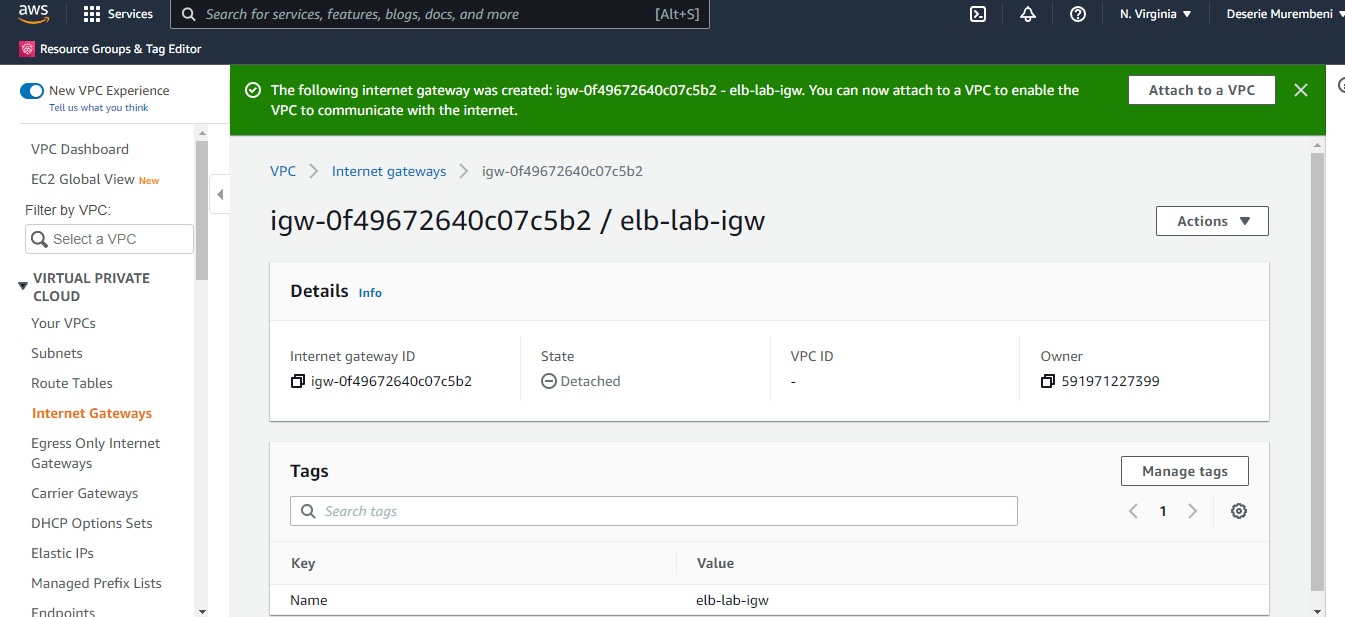 aws
Services
Search for services, features, blogs, docs, and more
[Alt+S]
N. Virginia
Deserie Murembeni
Resource Groups & Tag Editor
New VPC Experience
Tell us what you think
VPC Dashboard
EC2 Global View New
Filter by VPC:
Select a VPC
VIRTUAL PRIVATE
CLOUD
Your VPCs
Subnets
Route Tables
Internet Gateways
Egress Only Internet
Gateways
Carrier Gateways
DHCP Options Sets
Elastic IPs
Managed Prefix Lists
Endpoints
The following internet gateway was created: igw-0f49672640c07c5b2 - elb-lab-igw. You can now attach to a VPC to enable the
VPC to communicate with the internet.
Attach to a VPC
VPC
Internet gateways
igw-0f49672640c07c5b2
igw-0f49672640c07c5b2 / elb-lab-igw
Actions
Details Info
Internet gateway ID
igw-0f49672640c07c5b2
State
Detached
VPC ID
-
Owner
591971227399
Tags
Manage tags
Search tags
1
Key
Value
Name
elb-lab-igw